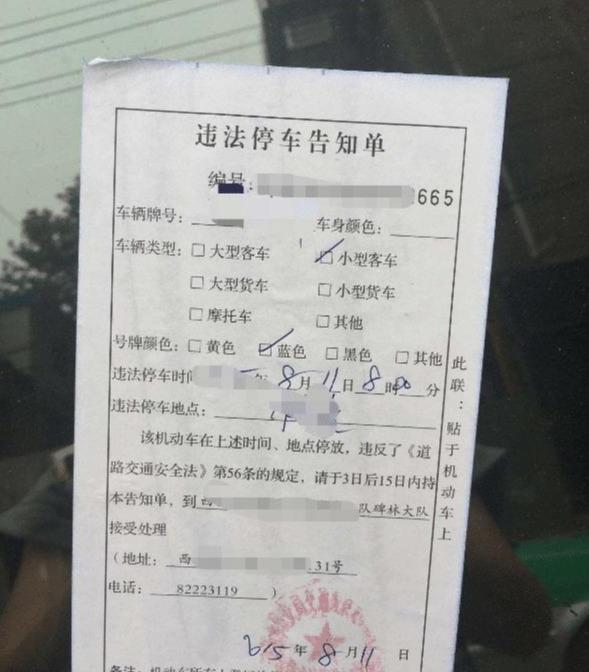 违法停车告知单
编号: 665
车辆牌号: 车身颜色:
车辆类型: □大型客车 ☑小型客车
□大型货车 □小型货车
□摩托车 □其他
号牌颜色: □黄色 ☑蓝色 □黑色 □其他
违法停车时间 年8月11日8时00分
违法停车地点:
该机动车在上述时间、地点停放,违反了《道
路交通安全法》第56条的规定,请于3日后15日内持
本告知单,到西 队碑林大队
接受处理
(地址: 西 31号
电话: 82223119 )
2015年8月11日
此联:贴于机动车上